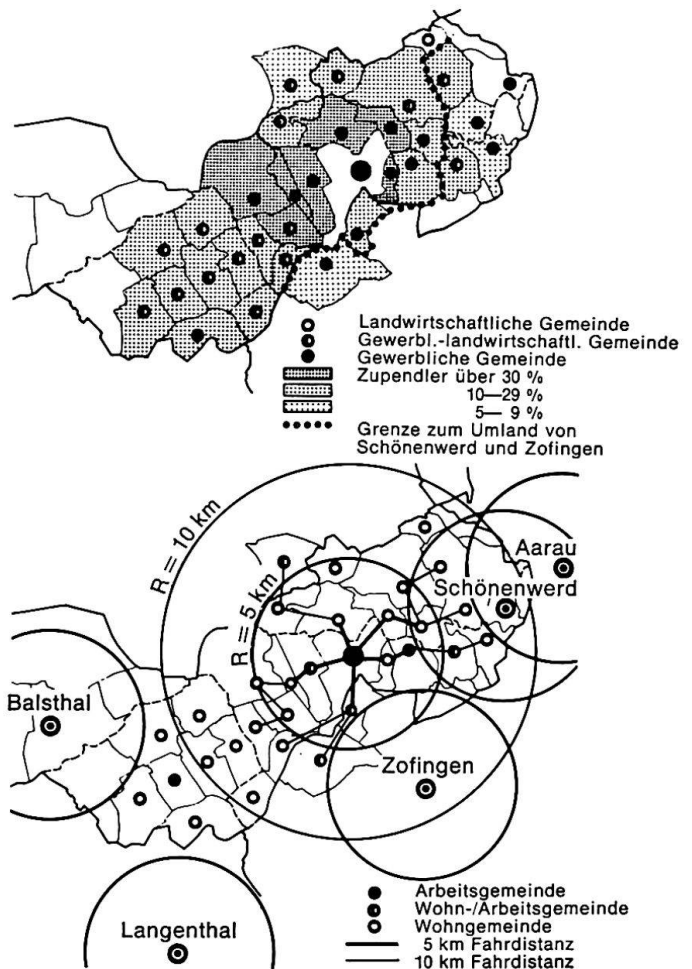 Landwirtschaftliche Gemeinde
Gewerbl.-landwirtschaftl. Gemeinde
Gewerbliche Gemeinde
Zupendler über 30 %
10—29 %
5— 9 %
Grenze zum Umland von
Schönenwerd und Zofingen
R = 10 km
R = 5 km
Aarau
Schönenwerd
Balsthal
Zofingen
Langenthal
Arbeitsgemeinde
Wohn-/Arbeitsgemeinde
Wohngemeinde
5 km Fahrdistanz
10 km Fahrdistanz